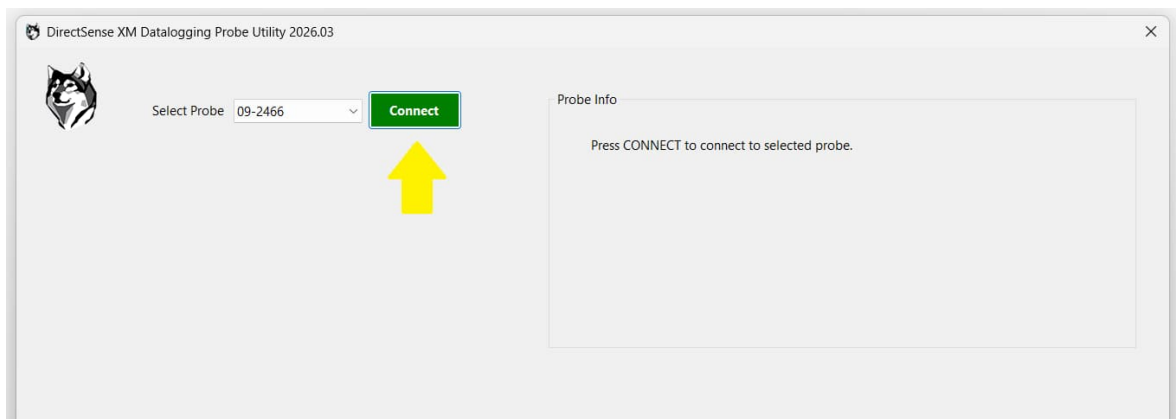 DirectSense XM Datalogging Probe Utility 2026.03
Select Probe 09-2466 Connect
Probe Info
Press CONNECT to connect to selected probe.